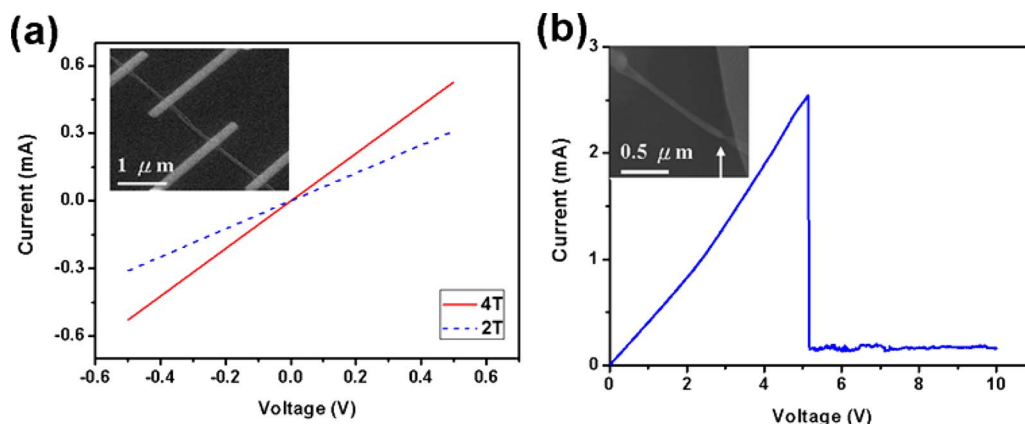 (a)
0.6
0.3
0.0
-0.3
-0.6
Current (mA)
1 μm
4T
2T
-0.6 -0.4 -0.2 0.0 0.2 0.4 0.6
Voltage (V)
(b)
3
2
1
0
Current (mA)
0.5 μm
0 2 4 6 8 10
Voltage (V)